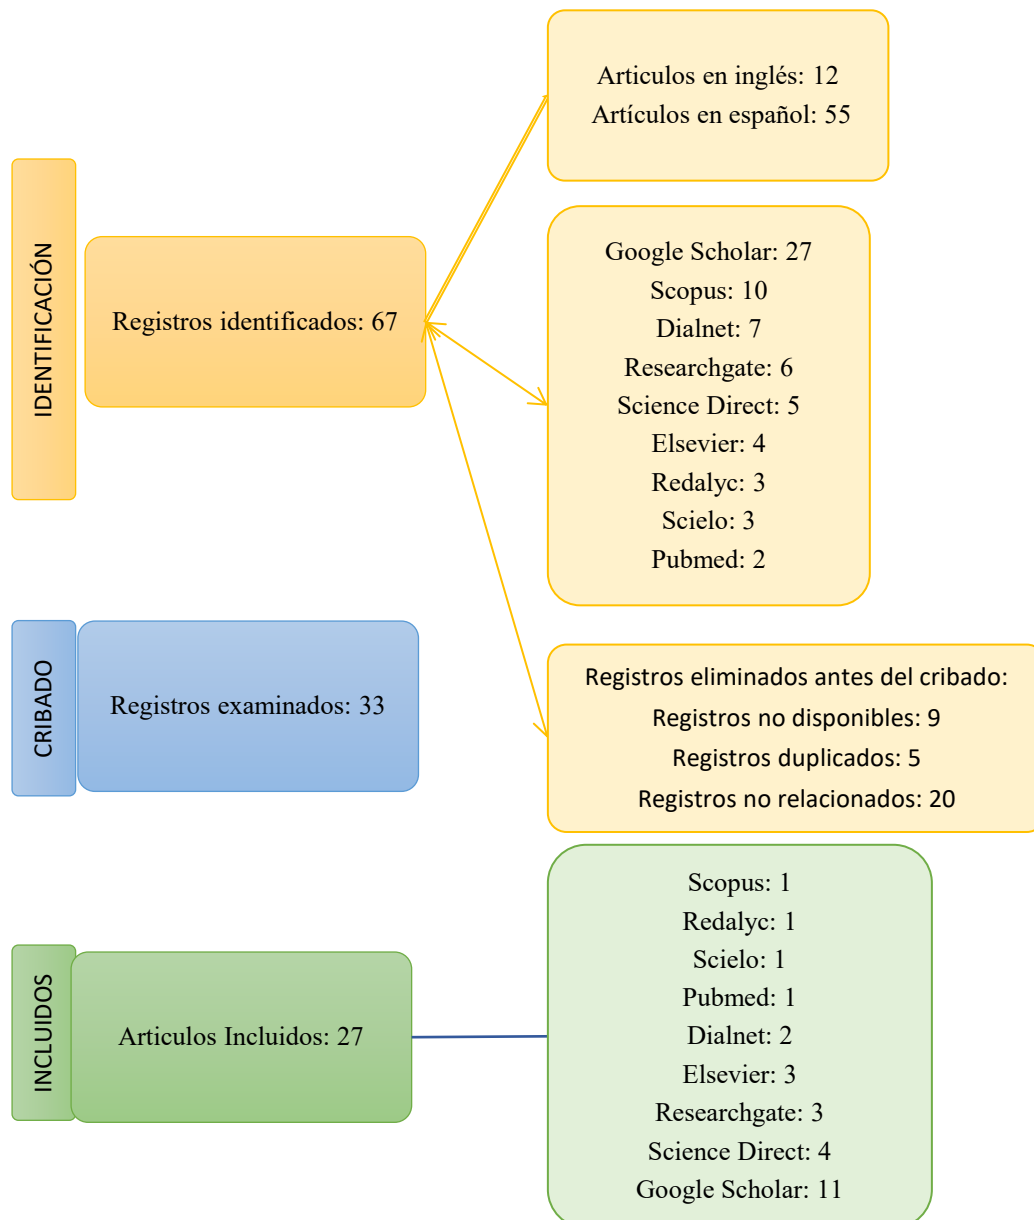 IDENTIFICACIÓN
Registros identificados: 67
Articulos en inglés: 12
Artículos en español: 55
Google Scholar: 27
Scopus: 10
Dialnet: 7
Researchgate: 6
Science Direct: 5
Elsevier: 4
Redalyc: 3
Scielo: 3
Pubmed: 2
Registros eliminados antes del cribado:
Registros no disponibles: 9
Registros duplicados: 5
Registros no relacionados: 20
CRIBADO
Registros examinados: 33
INCLUIDOS
Articulos Incluidos: 27
Scopus: 1
Redalyc: 1
Scielo: 1
Pubmed: 1
Dialnet: 2
Elsevier: 3
Researchgate: 3
Science Direct: 4
Google Scholar: 11